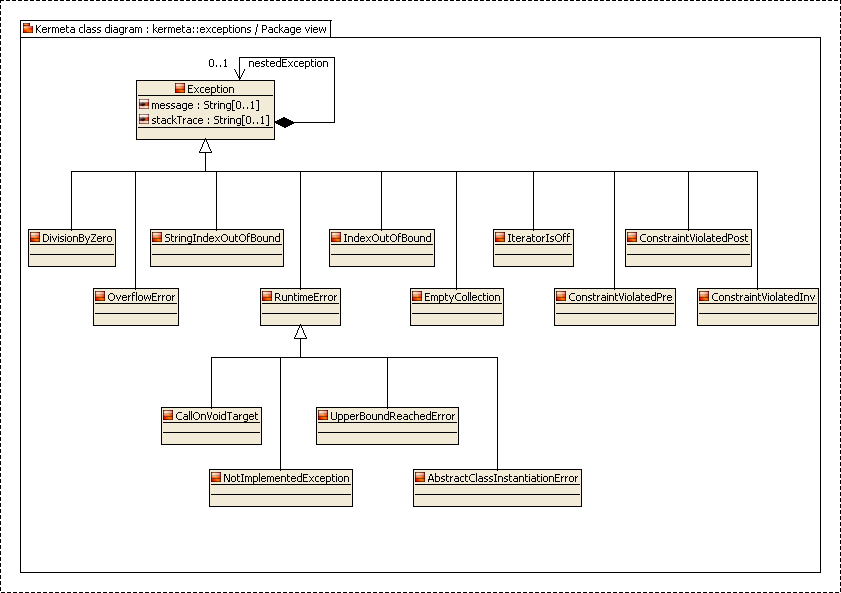 Kermeta class diagram : kermeta::exceptions / Package view
0..1 nestedException
Exception
message : String[0..1]
stackTrace : String[0..1]
DivisionByZero StringIndexOutOfBound IndexOutOfBound IteratorIsOff ConstraintViolatedPost
OverflowError RuntimeError EmptyCollection ConstraintViolatedPre ConstraintViolatedInv
CallOnVoidTarget UpperBoundReachedError
NotImplementedException AbstractClassInstantiationError